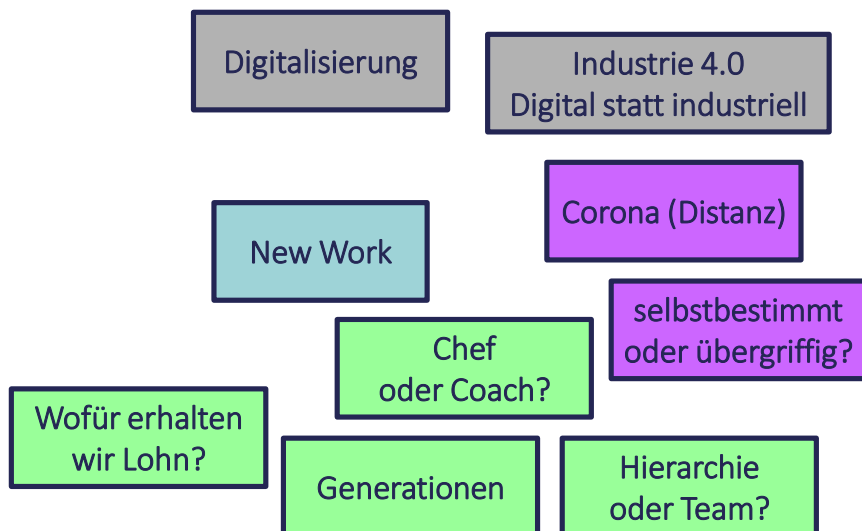 Digitalisierung
Industrie 4.0
Digital statt industriell
Corona (Distanz)
New Work
selbstbestimmt
oder übergriffig?
Chef
oder Coach?
Wofür erhalten
wir Lohn?
Generationen
Hierarchie
oder Team?